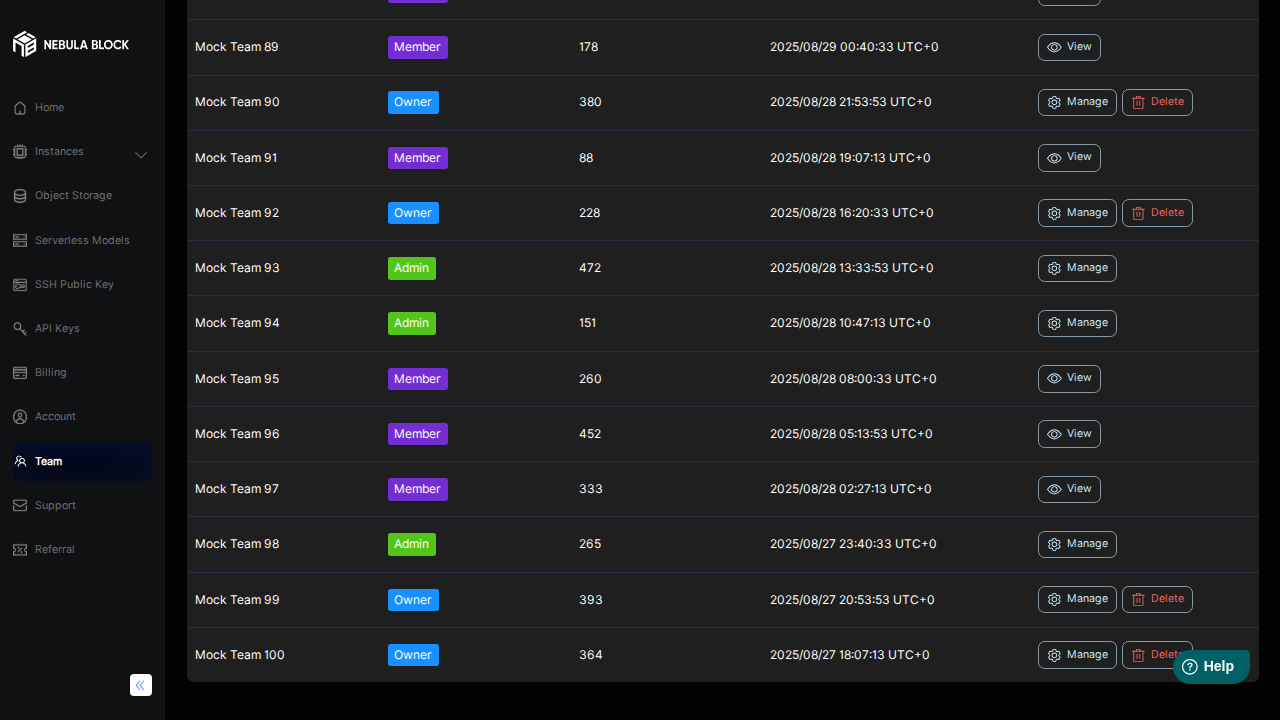 NEBULA BLOCK
Home
Instances
Object Storage
Serverless Models
SSH Public Key
API Keys
Billing
Account
Team
Support
Referral
Mock Team 89 Member 178 2025/08/29 00:40:33 UTC+0 View
Mock Team 90 Owner 380 2025/08/28 21:53:53 UTC+0 Manage Delete
Mock Team 91 Member 88 2025/08/28 19:07:13 UTC+0 View
Mock Team 92 Owner 228 2025/08/28 16:20:33 UTC+0 Manage Delete
Mock Team 93 Admin 472 2025/08/28 13:33:53 UTC+0 Manage
Mock Team 94 Admin 151 2025/08/28 10:47:13 UTC+0 Manage
Mock Team 95 Member 260 2025/08/28 08:00:33 UTC+0 View
Mock Team 96 Member 452 2025/08/28 05:13:53 UTC+0 View
Mock Team 97 Member 333 2025/08/28 02:27:13 UTC+0 View
Mock Team 98 Admin 265 2025/08/27 23:40:33 UTC+0 Manage
Mock Team 99 Owner 393 2025/08/27 20:53:53 UTC+0 Manage Delete
Mock Team 100 Owner 364 2025/08/27 18:07:13 UTC+0 Manage Delete
Help